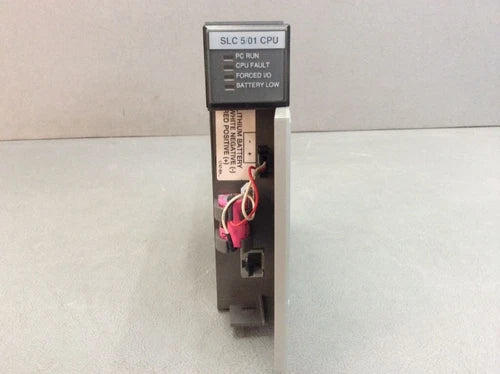 SLC 5/01 CPU
PC RUN
CPU FAULT
FORCED I/O
BATTERY LOW
LITHIUM BATTERY
WHITE NEGATIVE (-)
RED POSITIVE (+)
- +